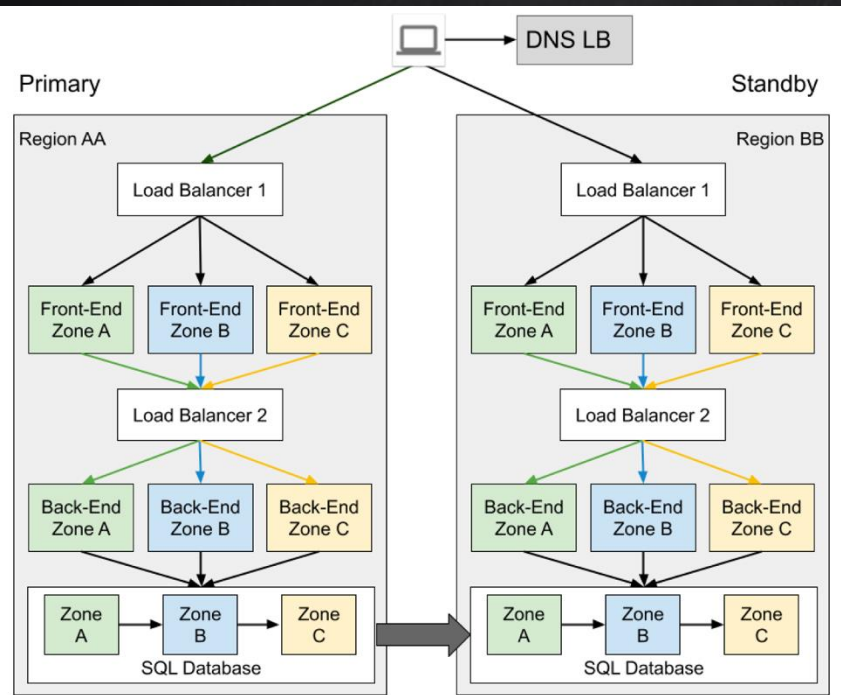 DNS LB
Primary
Standby
Region AA
Load Balancer 1
Front-End
Zone A
Front-End
Zone B
Front-End
Zone C
Load Balancer 2
Back-End
Zone A
Back-End
Zone B
Back-End
Zone C
Zone
A
Zone
B
Zone
C
SQL Database
Region BB
Load Balancer 1
Front-End
Zone A
Front-End
Zone B
Front-End
Zone C
Load Balancer 2
Back-End
Zone A
Back-End
Zone B
Back-End
Zone C
Zone
A
Zone
B
Zone
C
SQL Database